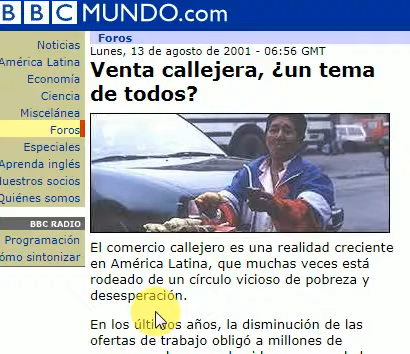 BBC MUNDO.com
Foros
Lunes, 13 de agosto de 2001 - 06:56 GMT
Venta callejera, ¿un tema
de todos?
Noticias
América Latina
Economía
Ciencia
Miscelánea
Foros
Especiales
Aprenda inglés
uestros socios
Quiénes somos
BBC RADIO
Programación
ómo sintonizar
El comercio callejero es una realidad creciente
en América Latina, que muchas veces está
rodeado de un círculo vicioso de pobreza y
desesperación.
En los últimos años, la disminución de las
ofertas de trabajo obligó a millones de